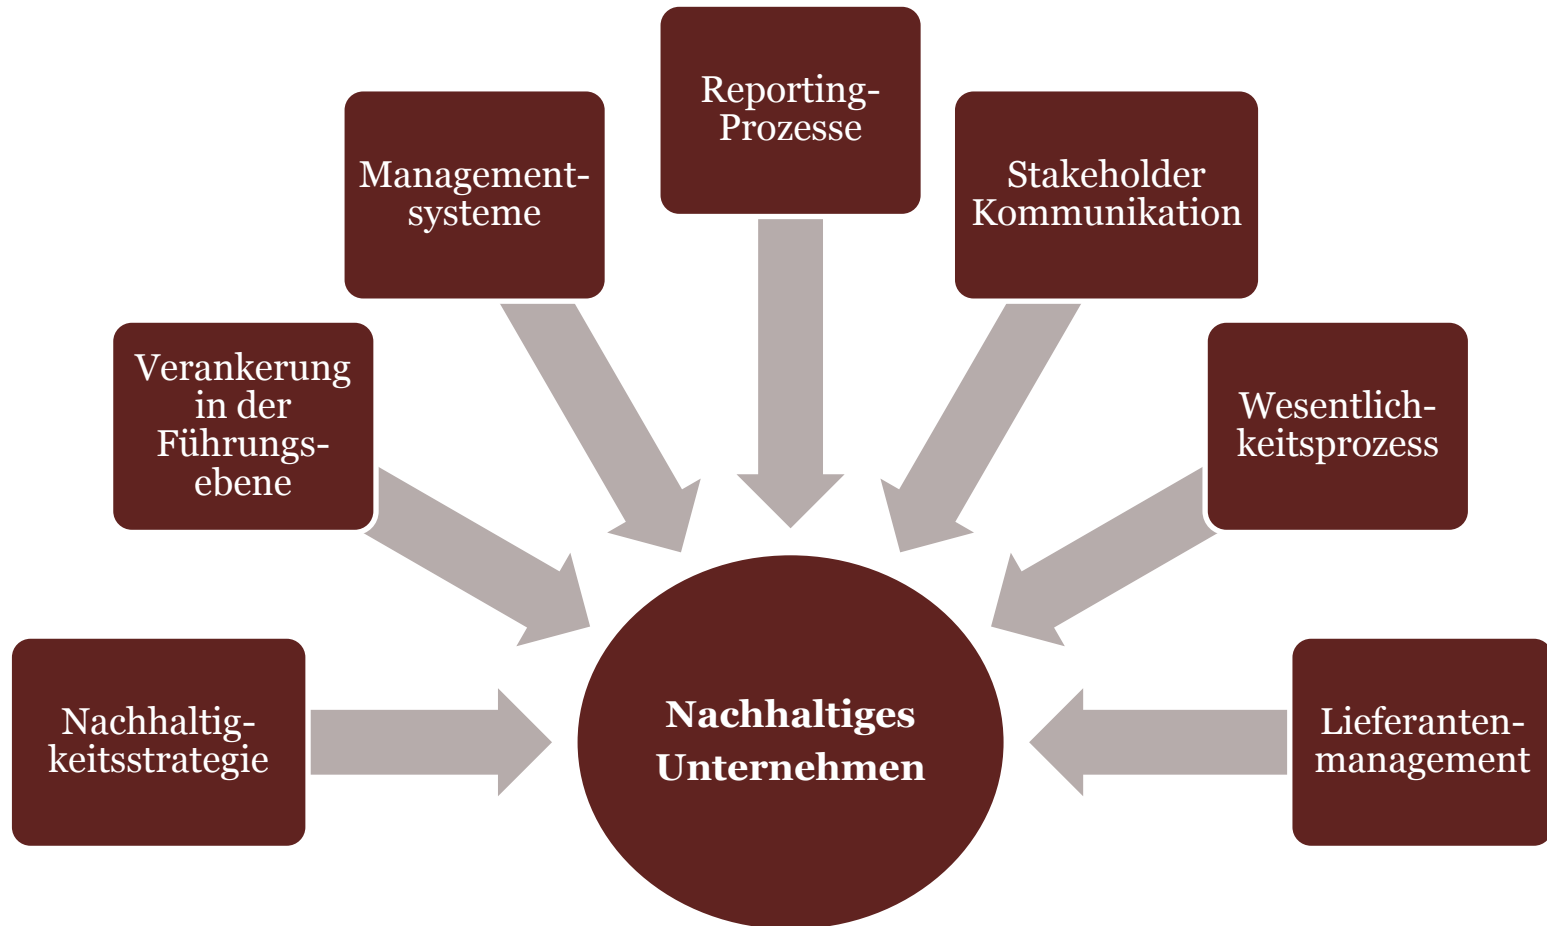 Reporting-
Prozesse
Management-
systeme
Stakeholder
Kommunikation
Verankerung
in der
Führungs-
ebene
Wesentlich-
keitsprozess
Nachhaltig-
keitsstrategie
Nachhaltiges
Unternehmen
Lieferanten-
management